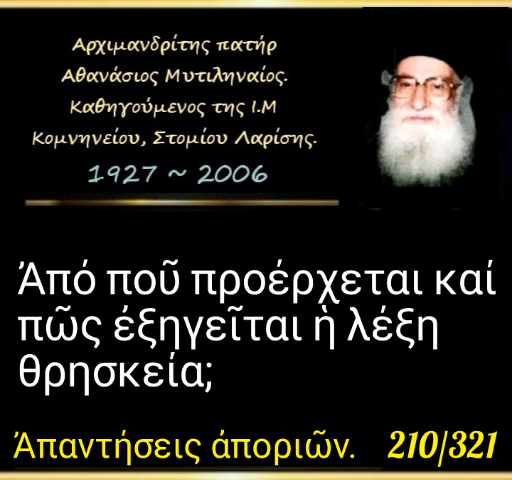 Αρχιμανδρίτης πατήρ
Αθανάσιος Μυτιληναίος.
Καθηγούμενος της Ι.Μ
Κομνηνείου, Στομίου Λαρίσης.
1927 ~ 2006
Ἀπό ποῦ προέρχεται καί
πῶς ἐξηγεῖται ἡ λέξη
θρησκεία;
Ἀπαντήσεις ἀποριῶν. 210/321